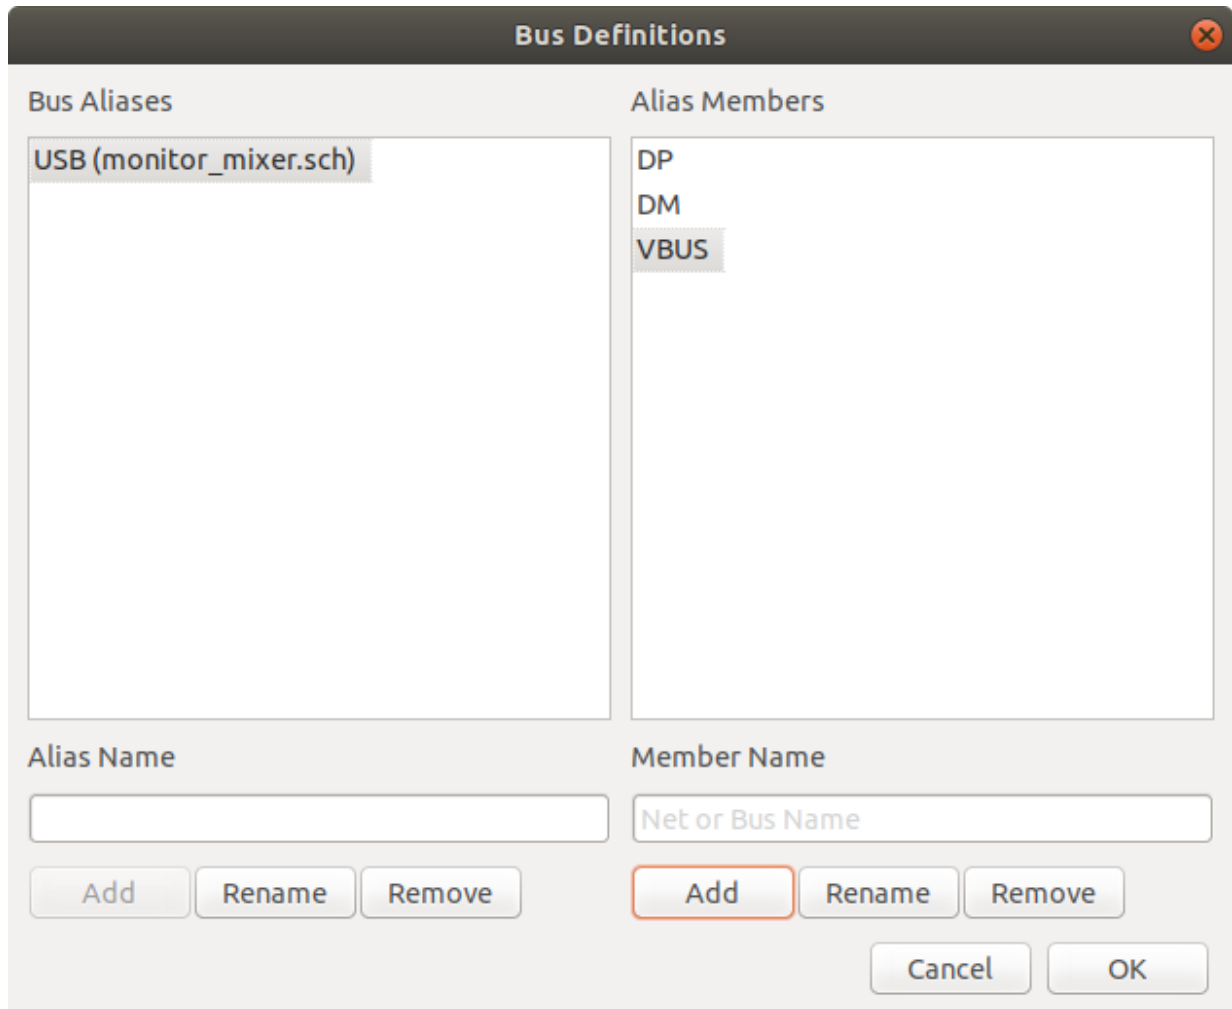 Bus Definitions
Bus Aliases
Alias Members
USB (monitor_mixer.sch)
DP
DM
VBUS
Alias Name
Member Name
Net or Bus Name
Add Rename Remove
Add Rename Remove
Cancel OK